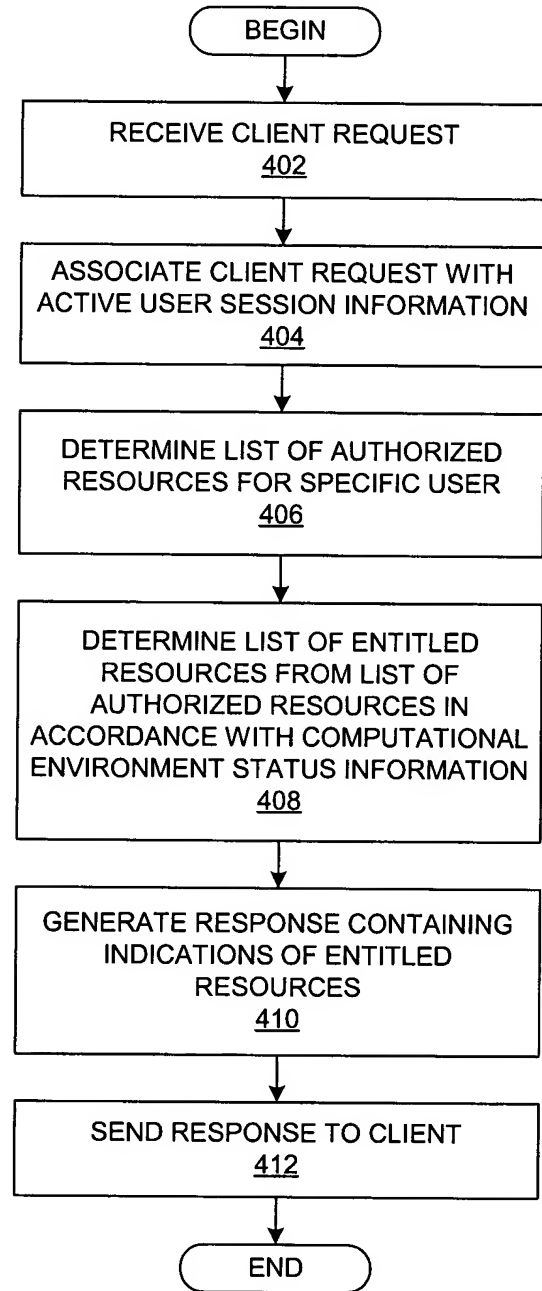 BEGIN
RECEIVE CLIENT REQUEST
402
ASSOCIATE CLIENT REQUEST WITH
ACTIVE USER SESSION INFORMATION
404
DETERMINE LIST OF AUTHORIZED
RESOURCES FOR SPECIFIC USER
406
DETERMINE LIST OF ENTITLED
RESOURCES FROM LIST OF
AUTHORIZED RESOURCES IN
ACCORDANCE WITH COMPUTATIONAL
ENVIRONMENT STATUS INFORMATION
408
GENERATE RESPONSE CONTAINING
INDICATIONS OF ENTITLED
RESOURCES
410
SEND RESPONSE TO CLIENT
412
END